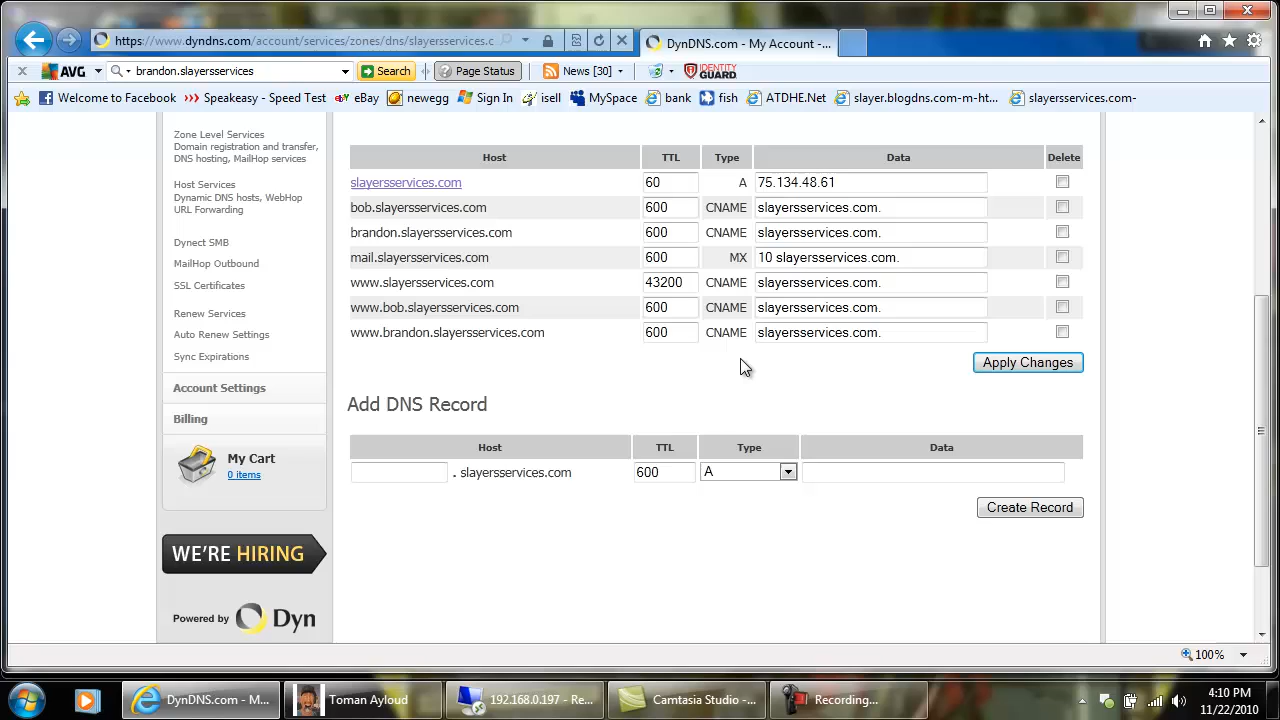 https://www.dyndns.com/account/services/zones/dns/slayersservices.c
DynDNS.com - My Account -...
AVG
brandon.slayersservices
Search
Page Status
News [30]
IDENTITY GUARD
Welcome to Facebook
Speakeasy - Speed Test
eBay
newegg
Sign In
isell
MySpace
bank
fish
ATDHE.Net
slayer.blogdns.com-m-ht...
slayersservices.com-
Zone Level Services
Domain registration and transfer,
DNS hosting, MailHop services
Host Services
Dynamic DNS hosts, WebHop
URL Forwarding
Dynect SMB
MailHop Outbound
SSL Certificates
Renew Services
Auto Renew Settings
Sync Expirations
Account Settings
Billing
My Cart
0 items
WE'RE HIRING
Powered by Dyn
Host TTL Type Data Delete
slayersservices.com 60 A 75.134.48.61
bob.slayersservices.com 600 CNAME slayersservices.com.
brandon.slayersservices.com 600 CNAME slayersservices.com.
mail.slayersservices.com 600 MX 10 slayersservices.com.
www.slayersservices.com 43200 CNAME slayersservices.com.
www.bob.slayersservices.com 600 CNAME slayersservices.com.
www.brandon.slayersservices.com 600 CNAME slayersservices.com.
Apply Changes
Add DNS Record
Host TTL Type Data
. slayersservices.com 600 A
Create Record
100%
DynDNS.com - M...
Toman Ayloud
192.168.0.197 - Re...
Camtasia Studio -...
Recording...
4:10 PM
11/22/2010